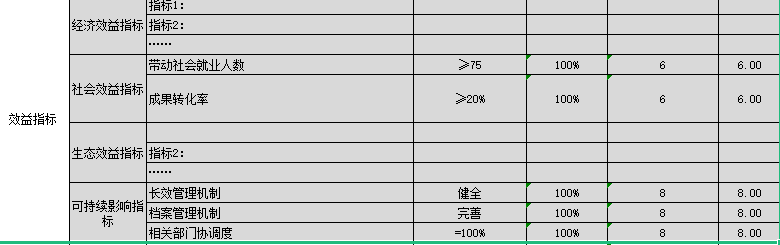 指标1:
经济效益指标 指标2:
……
带动社会就业人数 ≥75 100% 6 6.00
社会效益指标
成果转化率 ≥20% 100% 6 6.00
效益指标
生态效益指标 指标2:
……
长效管理机制 健全 100% 8 8.00
可持续影响指标
档案管理机制 完善 100% 8 8.00
相关部门协调度 =100% 100% 8 8.00